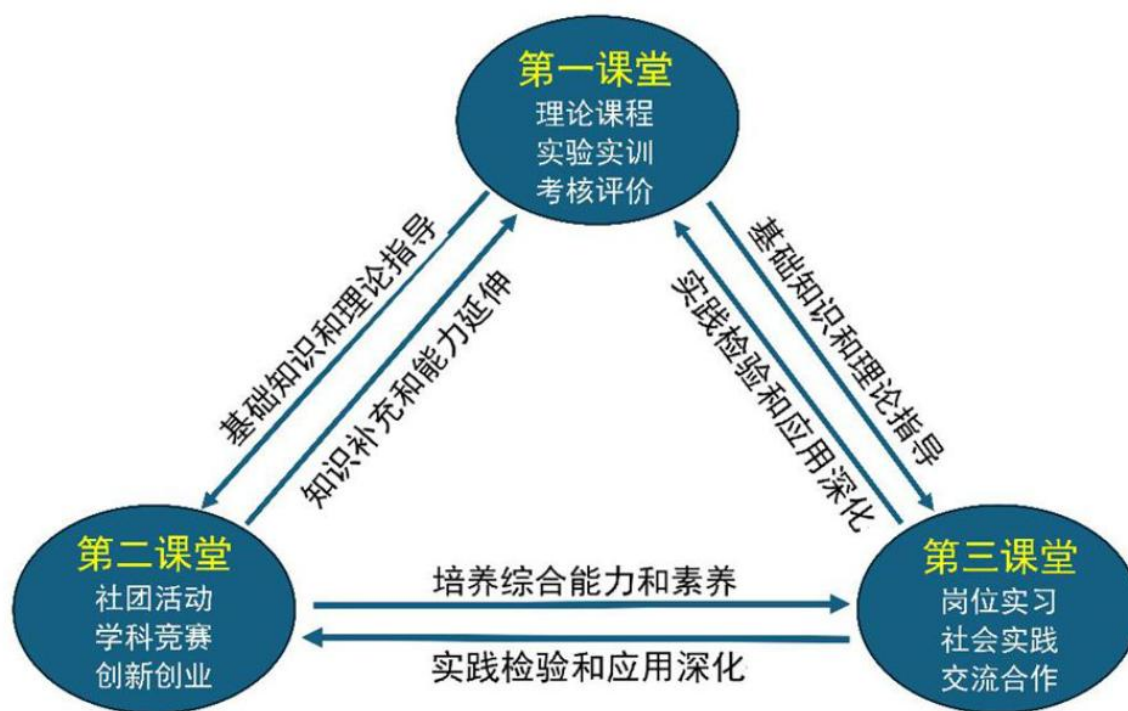 第一课堂
理论课程
实验实训
考核评价
基础知识和理论指导
知识补充和能力延伸
实践检验和应用深化
基础知识和理论指导
第二课堂
社团活动
学科竞赛
创新创业
培养综合能力和素养
实践检验和应用深化
第三课堂
岗位实习
社会实践
交流合作